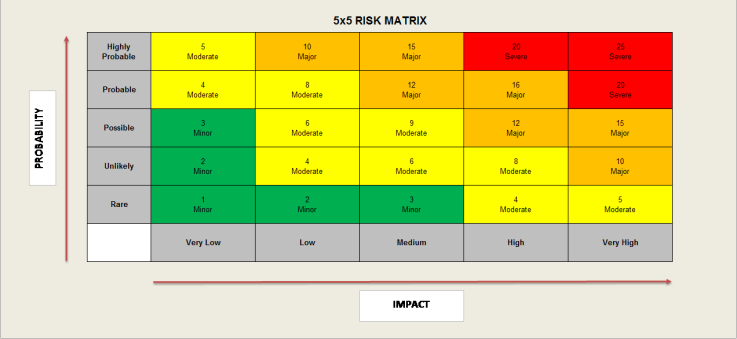 5x5 RISK MATRIX
Highly
Probable
5
Moderate
10
Major
15
Major
20
Severe
25
Severe
Probable
4
Moderate
8
Moderate
12
Major
16
Major
20
Severe
PROBABILITY
Possible
3
Minor
6
Moderate
9
Moderate
12
Major
15
Major
Unlikely
2
Minor
4
Moderate
6
Moderate
8
Moderate
10
Major
Rare
1
Minor
2
Minor
3
Minor
4
Moderate
5
Moderate
Very Low
Low
Medium
High
Very High
IMPACT